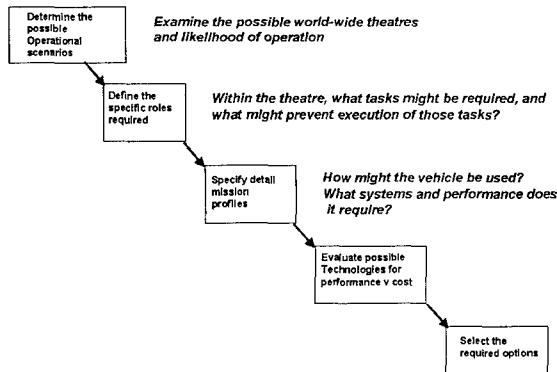 Determine the
possible
Operational
scenarios
Examine the possible world-wide theatres
and likelihood of operation
Define the
specific roles
required
Within the theatre, what tasks might be required, and
what might prevent execution of those tasks?
Specify detail
mission
profiles
How might the vehicle be used?
What systems and performance does
it require?
Evaluate possible
Technologies for
performance v cost
Select the
required options